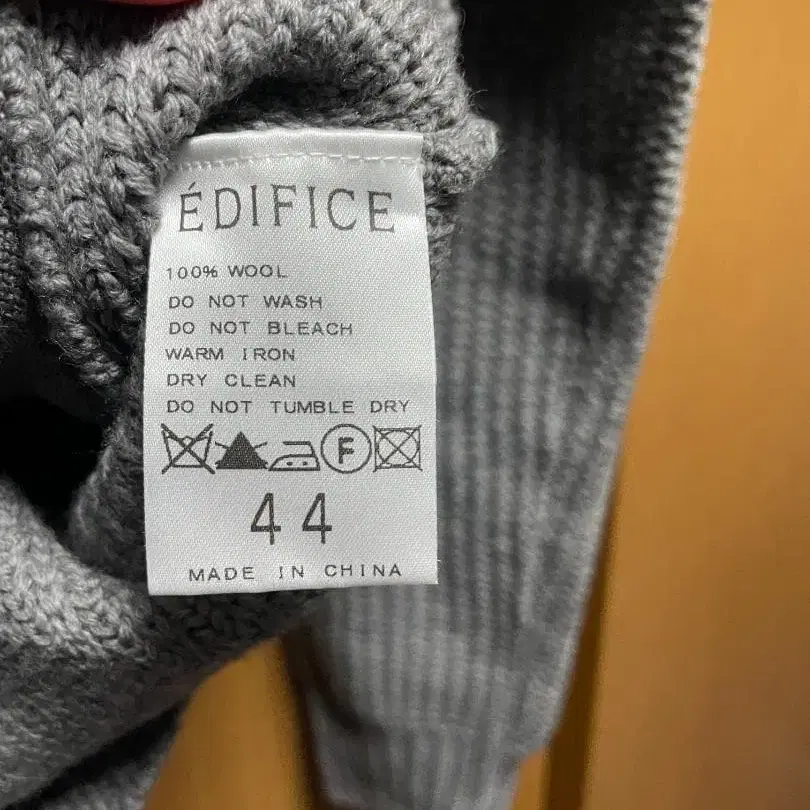 ÉDIFICE
100% WOOL
DO NOT WASH
DO NOT BLEACH
WARM IRON
DRY CLEAN
DO NOT TUMBLE DRY
F
44
MADE IN CHINA